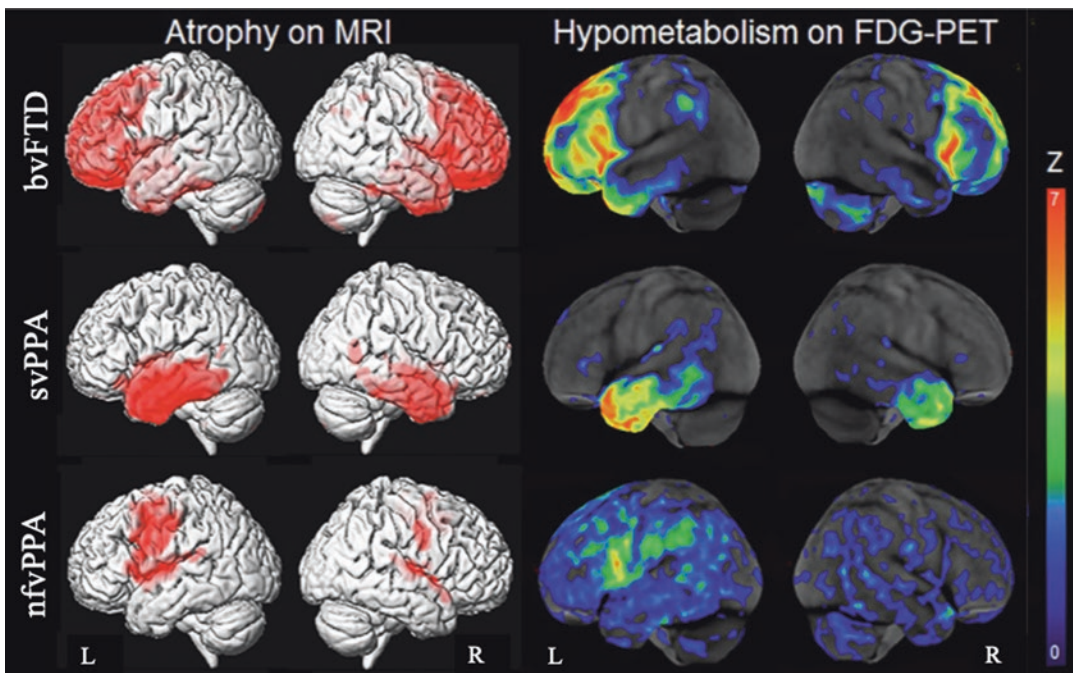 Atrophy on MRI
Hypometabolism on FDG-PET
bvFTD
svPPA
nfvPPA
L
R
L
R
Z
7
0